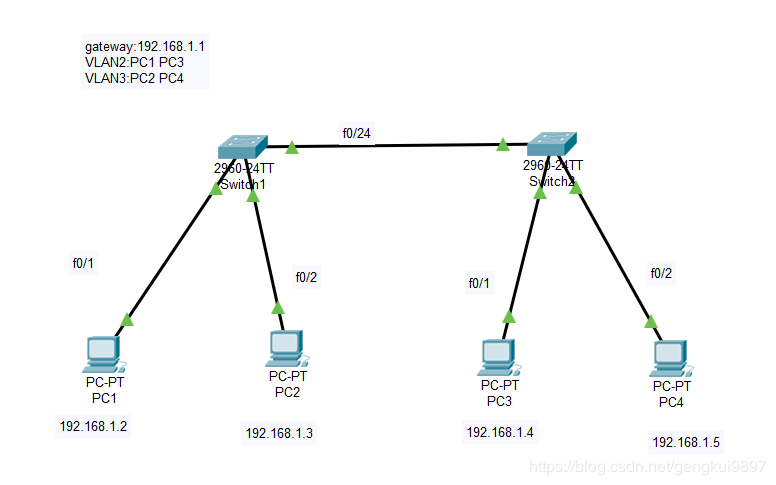 gateway:192.168.1.1
VLAN2:PC1 PC3
VLAN3:PC2 PC4
f0/24
2960-24TT
Switch1
2960-24TT
Switch2
f0/1
f0/2
f0/1
f0/2
PC-PT
PC1
PC-PT
PC2
PC-PT
PC3
PC-PT
PC4
192.168.1.2
192.168.1.3
192.168.1.4
192.168.1.5
https://blog.csdn.net/gengkui9897